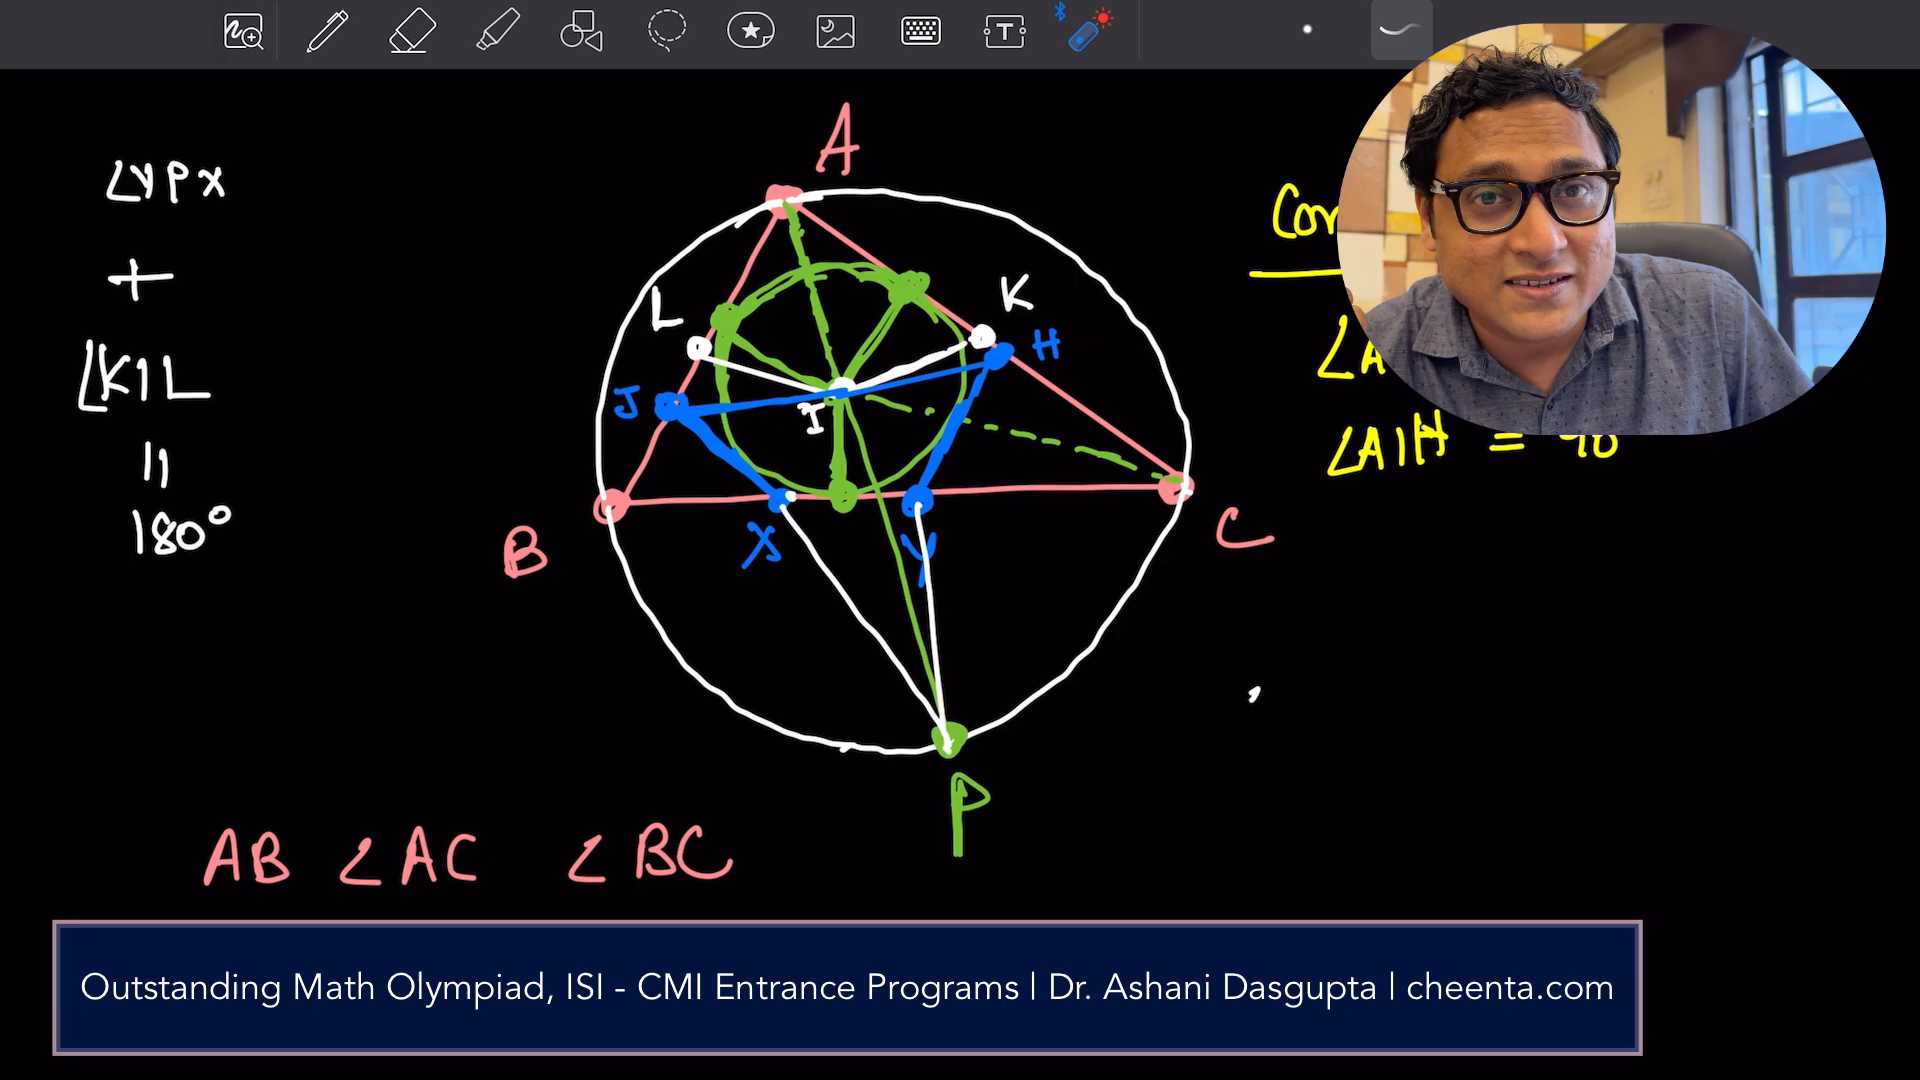 ∠YPX
+
∠KIL
||
180°
A
L
K
H
J
I
B
X
Y
C
P
∠AIH = 90
AB < AC < BC
Outstanding Math Olympiad, ISI - CMI Entrance Programs | Dr. Ashani Dasgupta | cheenta.com